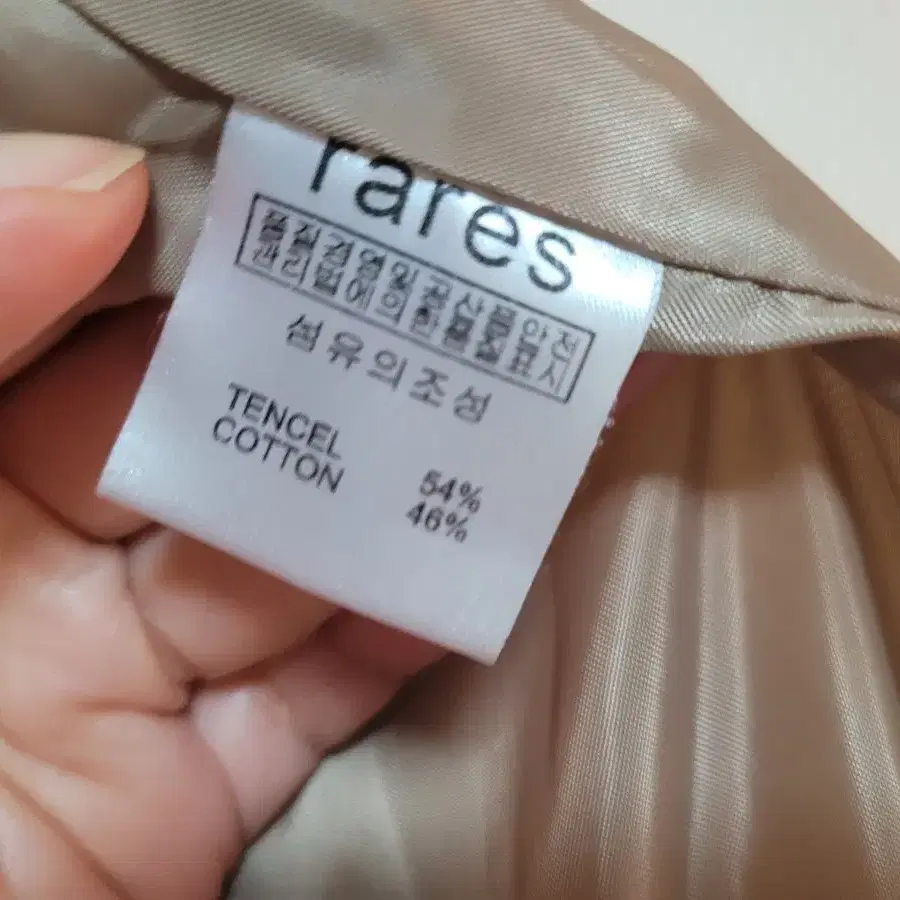 rares
품질경영및공산품안전
관리법에의한품질표시
섬유의조성
TENCEL 54%
COTTON 46%